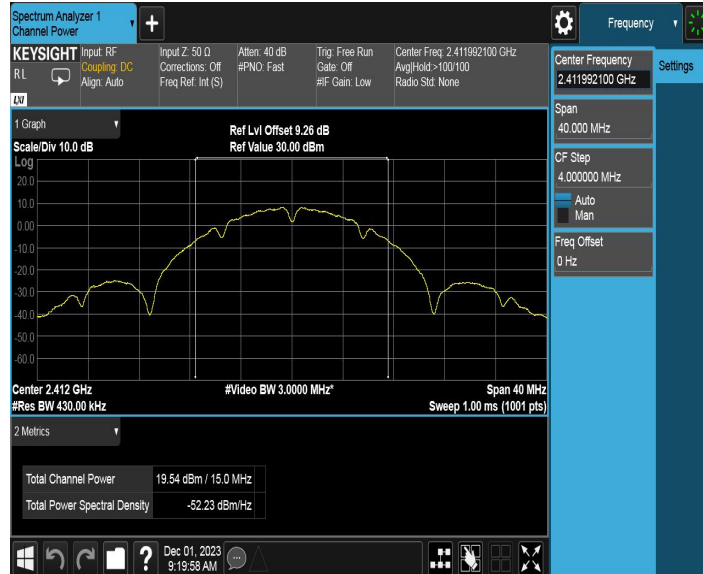 Spectrum Analyzer 1
Channel Power
+
Frequency
KEYSIGHT
R L
LXI
Input: RF
Coupling: DC
Align: Auto
Input Z: 50 Ω
Corrections: Off
Freq Ref: Int (S)
Atten: 40 dB
#PNO: Fast
Trig: Free Run
Gate: Off
#IF Gain: Low
Center Freq: 2.411992100 GHz
Avg|Hold:>100/100
Radio Std: None
Center Frequency
2.411992100 GHz
Settings
Span
40.000 MHz
CF Step
4.000000 MHz
Auto
Man
Freq Offset
0 Hz
1 Graph
Scale/Div 10.0 dB
Ref Lvl Offset 9.26 dB
Ref Value 30.00 dBm
Log
20.0
10.0
0.00
-10.0
-20.0
-30.0
-40.0
-50.0
-60.0
Center 2.412 GHz
#Video BW 3.0000 MHz*
Span 40 MHz
#Res BW 430.00 kHz
Sweep 1.00 ms (1001 pts)
2 Metrics
Total Channel Power 19.54 dBm / 15.0 MHz
Total Power Spectral Density -52.23 dBm/Hz
?
Dec 01, 2023
9:19:58 AM